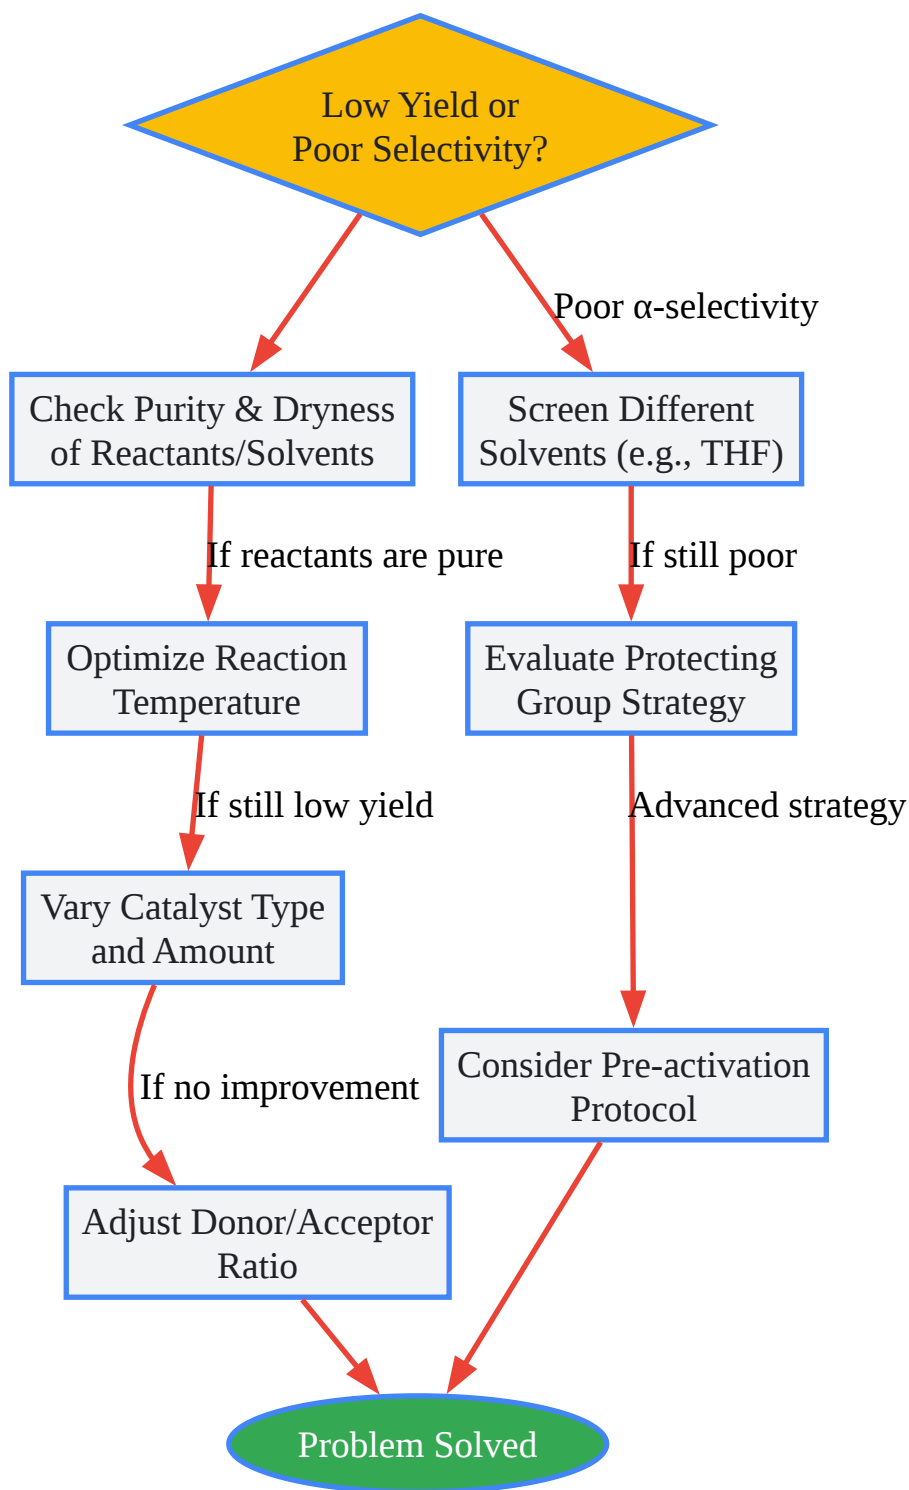 Low Yield or
Poor Selectivity?
Poor α-selectivity
Check Purity & Dryness
of Reactants/Solvents
Screen Different
Solvents (e.g., THF)
If reactants are pure
If still poor
Optimize Reaction
Temperature
Evaluate Protecting
Group Strategy
If still low yield
Advanced strategy
Vary Catalyst Type
and Amount
Consider Pre-activation
Protocol
If no improvement
Adjust Donor/Acceptor
Ratio
Problem Solved